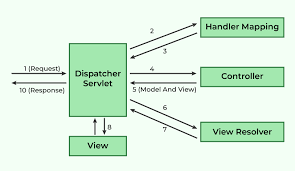 2
Handler Mapping
3
1 (Request)
Dispatcher
Servlet
4
Controller
10 (Response)
5 (Model And View)
6
7
View Resolver
8
View